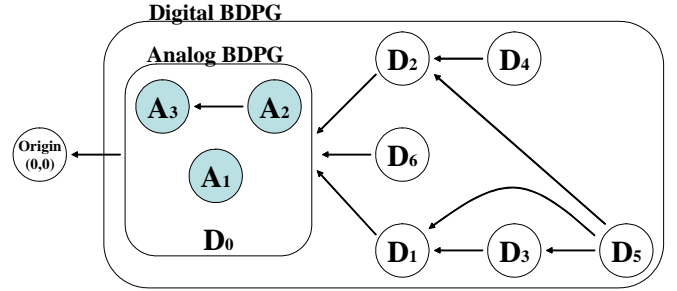 Digital BDPG
Analog BDPG
D2
D4
A3
A2
Origin
(0,0)
D6
A1
D0
D1
D3
D5